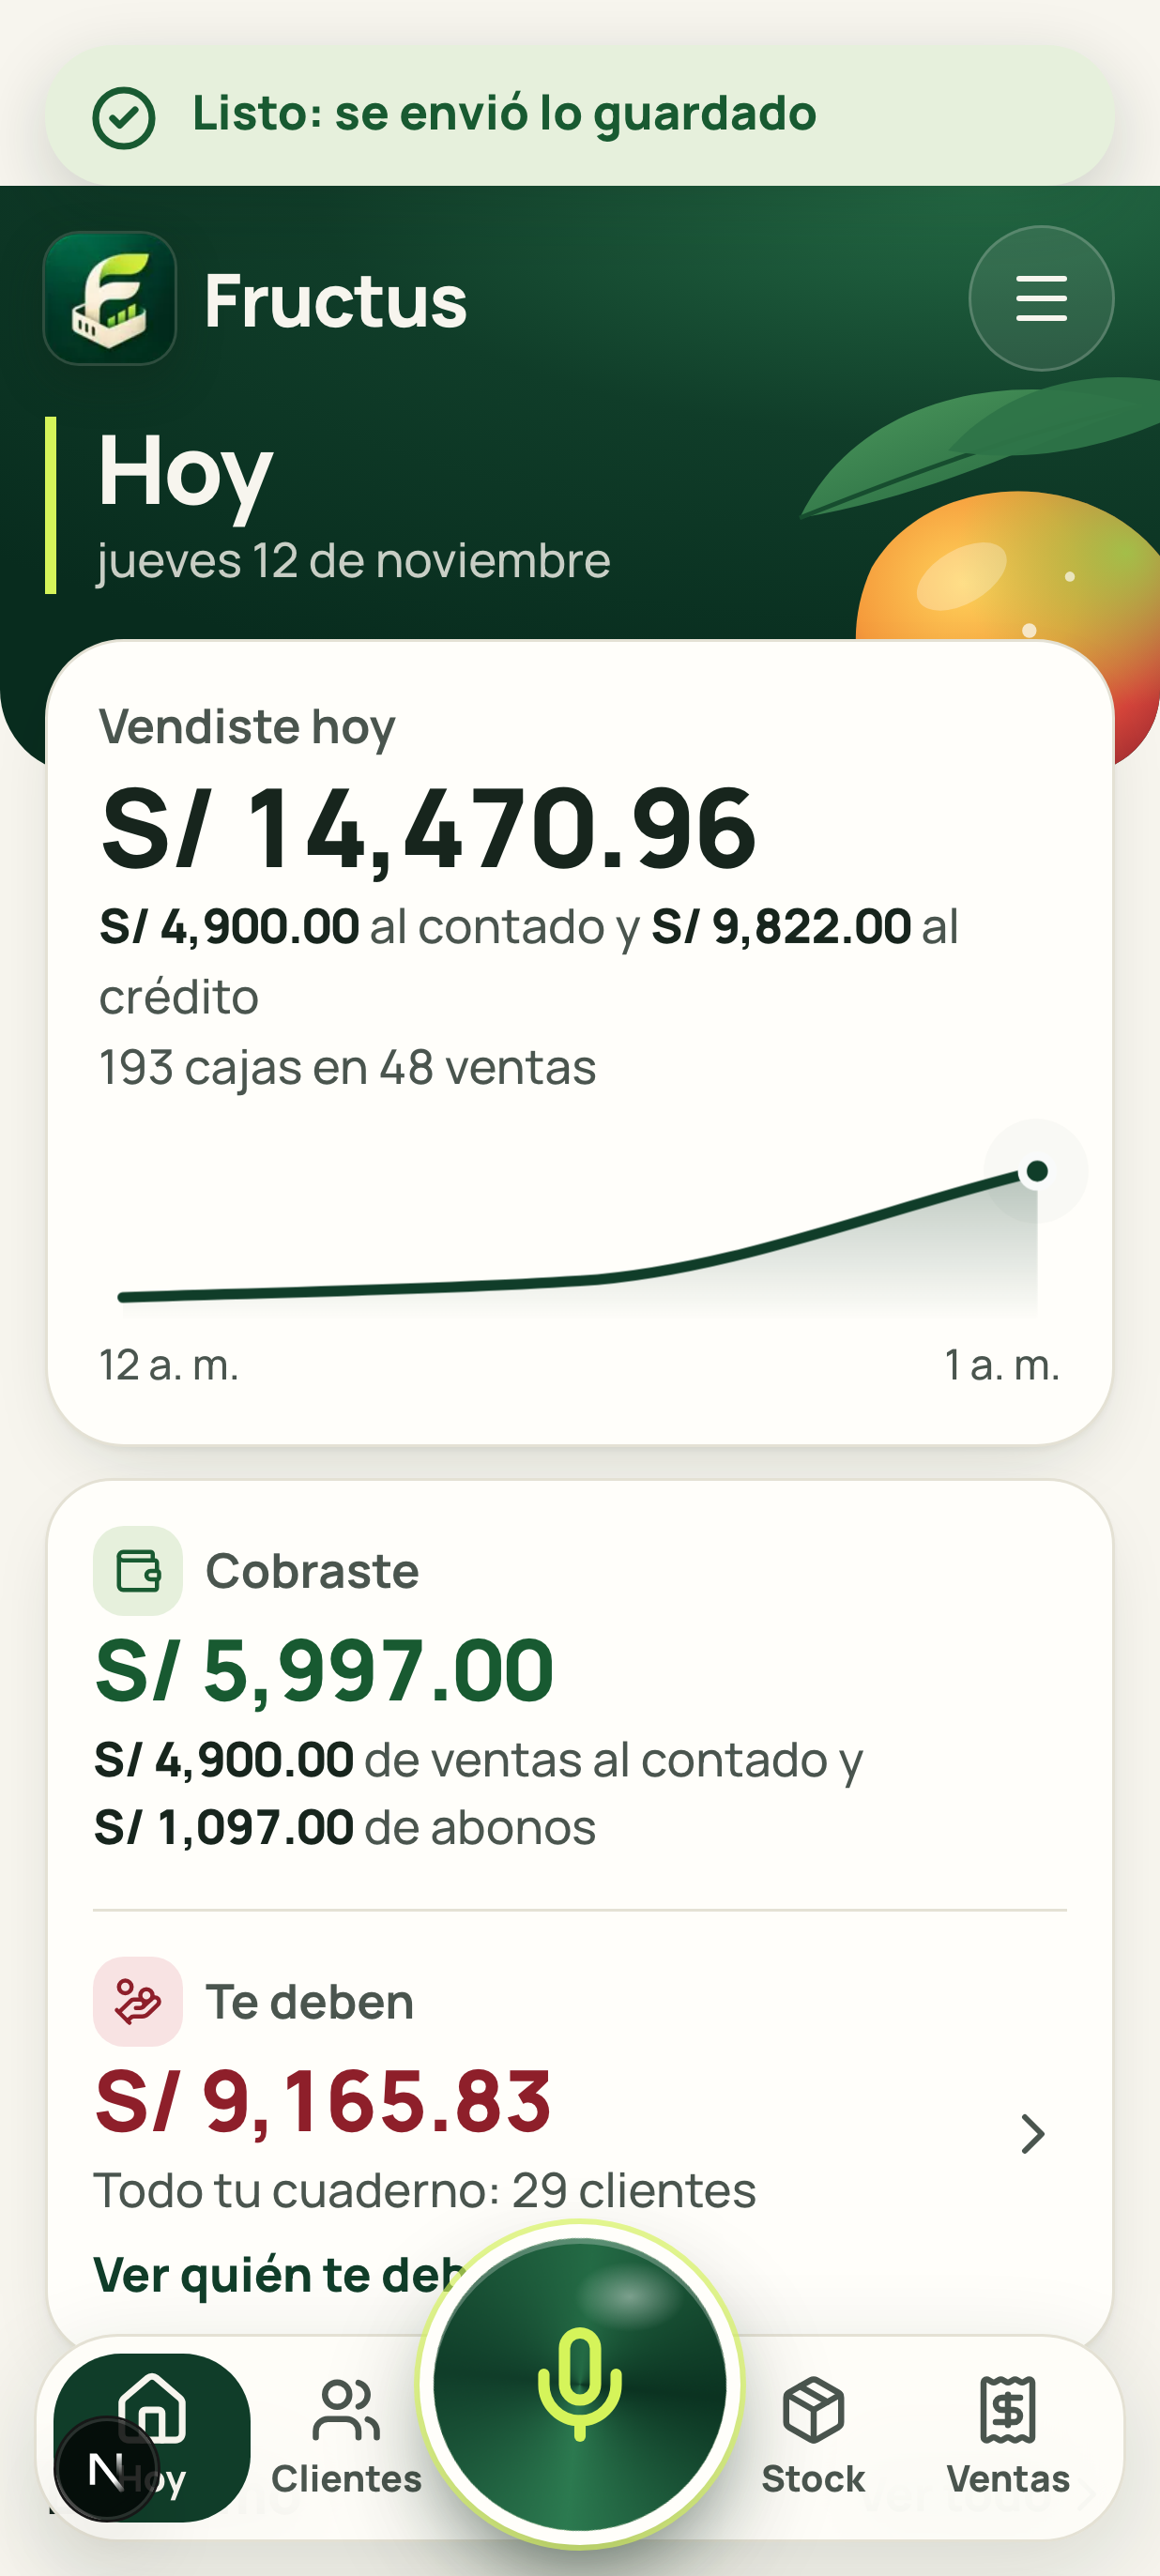 Listo: se envió lo guardado
Fructus
Hoy
jueves 12 de noviembre
Vendiste hoy
S/ 14,470.96
S/ 4,900.00 al contado y S/ 9,822.00 al
crédito
193 cajas en 48 ventas
12 a. m.
1 a. m.
Cobraste
S/ 5,997.00
S/ 4,900.00 de ventas al contado y
S/ 1,097.00 de abonos
Te deben
S/ 9,165.83
Todo tu cuaderno: 29 clientes
Ver quién te deb
N
Hoy
Clientes
Stock
Ventas
Ver todo